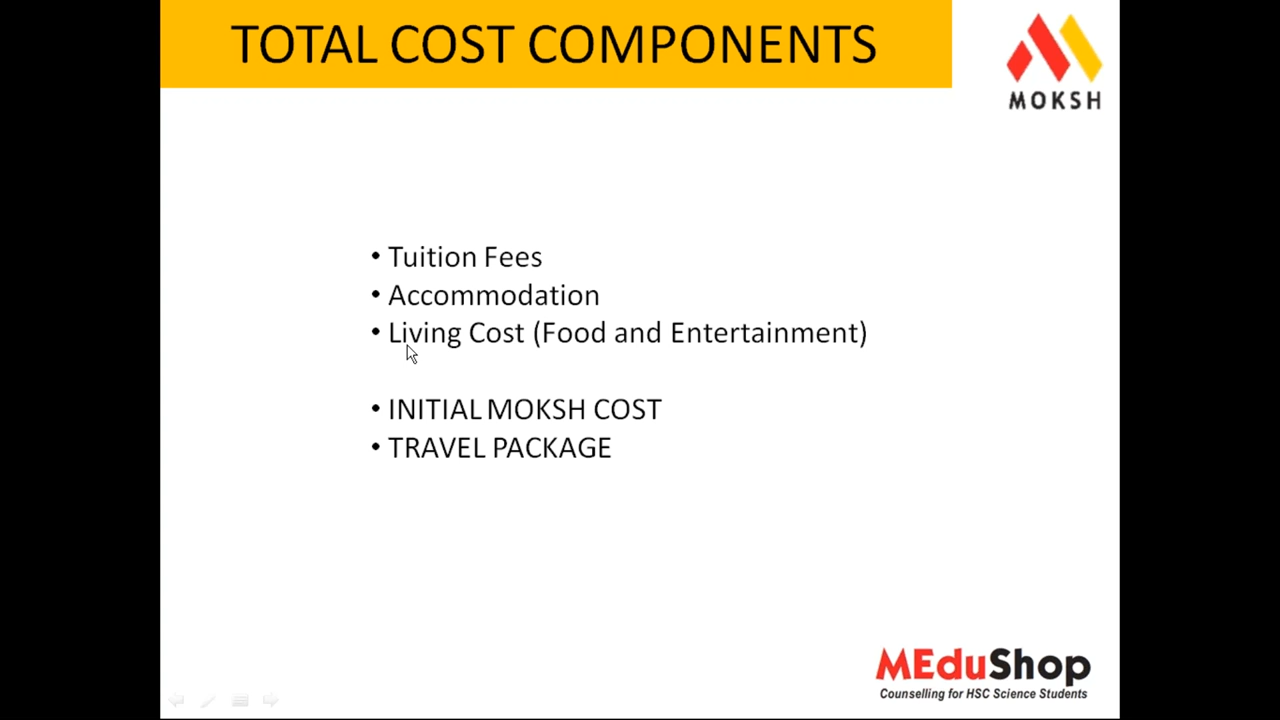 TOTAL COST COMPONENTS
MOKSH
• Tuition Fees
• Accommodation
• Living Cost (Food and Entertainment)
• INITIAL MOKSH COST
• TRAVEL PACKAGE
MEduShop
Counselling for HSC Science Students